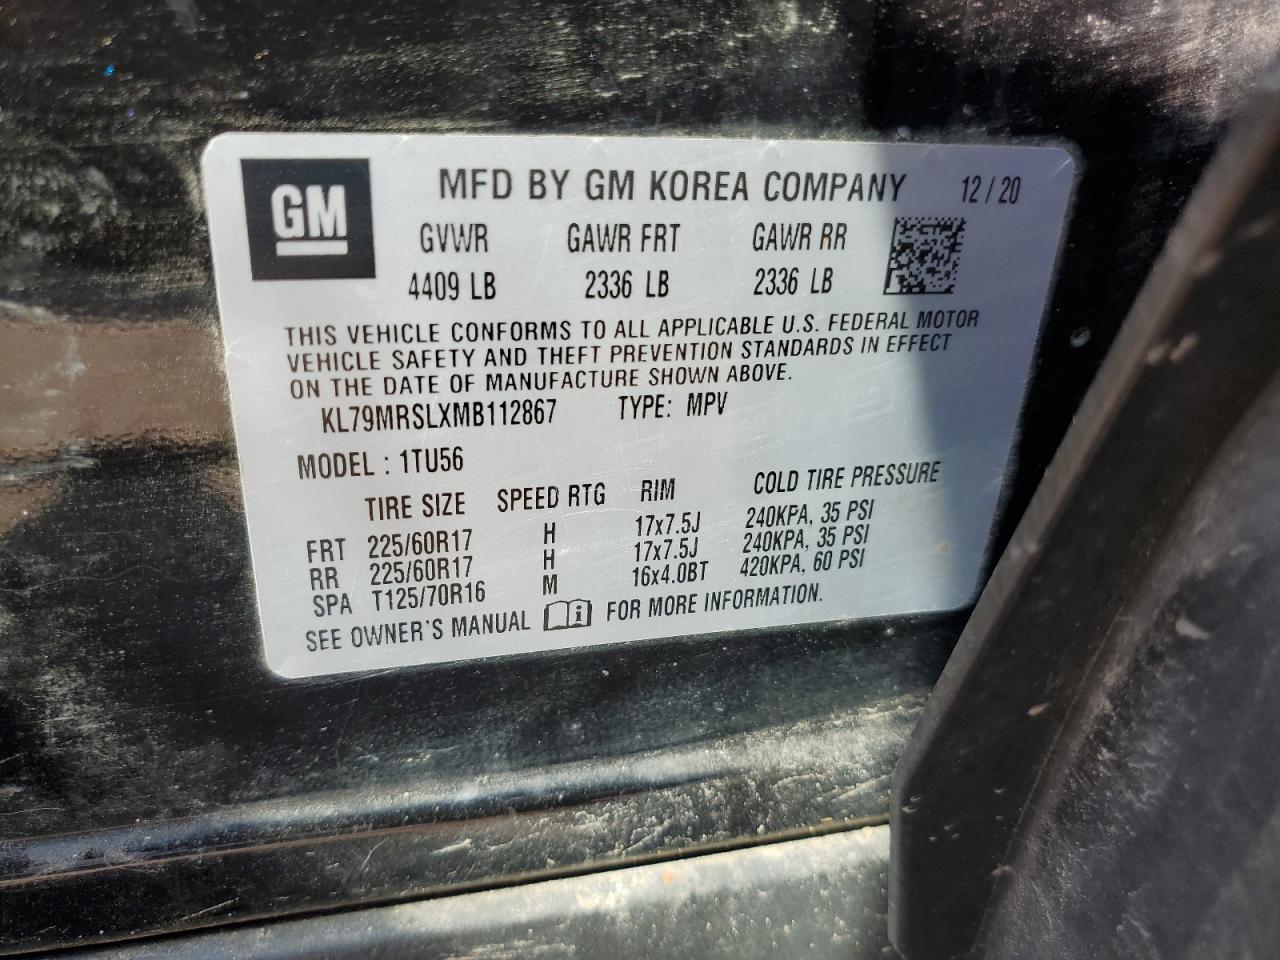 GM
MFD BY GM KOREA COMPANY 12/20
GVWR GAWR FRT GAWR RR
4409 LB 2336 LB 2336 LB
THIS VEHICLE CONFORMS TO ALL APPLICABLE U.S. FEDERAL MOTOR
VEHICLE SAFETY AND THEFT PREVENTION STANDARDS IN EFFECT
ON THE DATE OF MANUFACTURE SHOWN ABOVE.
KL79MRSLXMB112867 TYPE: MPV
MODEL : 1TU56
TIRE SIZE SPEED RTG RIM COLD TIRE PRESSURE
FRT 225/60R17 H 17x7.5J 240KPA, 35 PSI
RR 225/60R17 H 17x7.5J 240KPA, 35 PSI
SPA T125/70R16 M 16x4.0BT 420KPA, 60 PSI
SEE OWNER'S MANUAL FOR MORE INFORMATION.